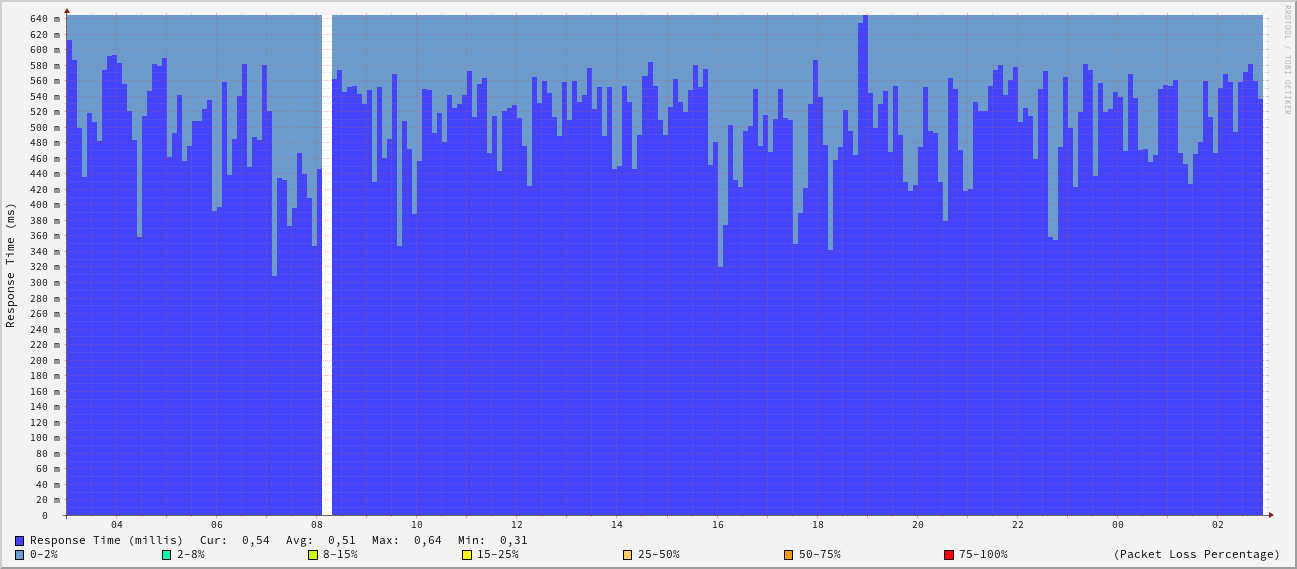 RRDTOOL / TOBI OETIKER
Response Time (ms)
640 m
620 m
600 m
580 m
560 m
540 m
520 m
500 m
480 m
460 m
440 m
420 m
400 m
380 m
360 m
340 m
320 m
300 m
280 m
260 m
240 m
220 m
200 m
180 m
160 m
140 m
120 m
100 m
80 m
60 m
40 m
20 m
0
04 06 08 10 12 14 16 18 20 22 00 02
Response Time (millis) Cur: 0,54 Avg: 0,51 Max: 0,64 Min: 0,31
0-2% 2-8% 8-15% 15-25% 25-50% 50-75% 75-100% (Packet Loss Percentage)